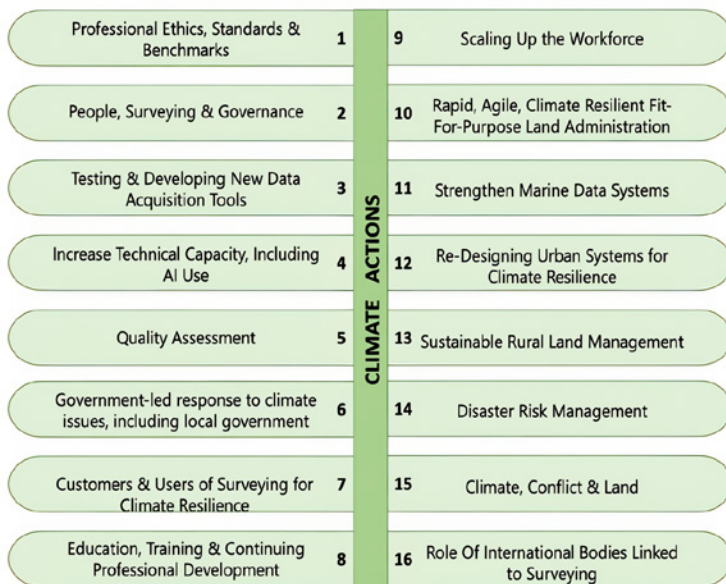 Professional Ethics, Standards &
Benchmarks
1
People, Surveying & Governance
2
Testing & Developing New Data
Acquisition Tools
3
Increase Technical Capacity, Including
AI Use
4
Quality Assessment
5
Government-led response to climate
issues, including local government
6
Customers & Users of Surveying for
Climate Resilience
7
Education, Training & Continuing
Professional Development
8
CLIMATE ACTIONS
9
Scaling Up the Workforce
10
Rapid, Agile, Climate Resilient Fit-
For-Purpose Land Administration
11
Strengthen Marine Data Systems
12
Re-Designing Urban Systems for
Climate Resilience
13
Sustainable Rural Land Management
14
Disaster Risk Management
15
Climate, Conflict & Land
16
Role Of International Bodies Linked
to Surveying